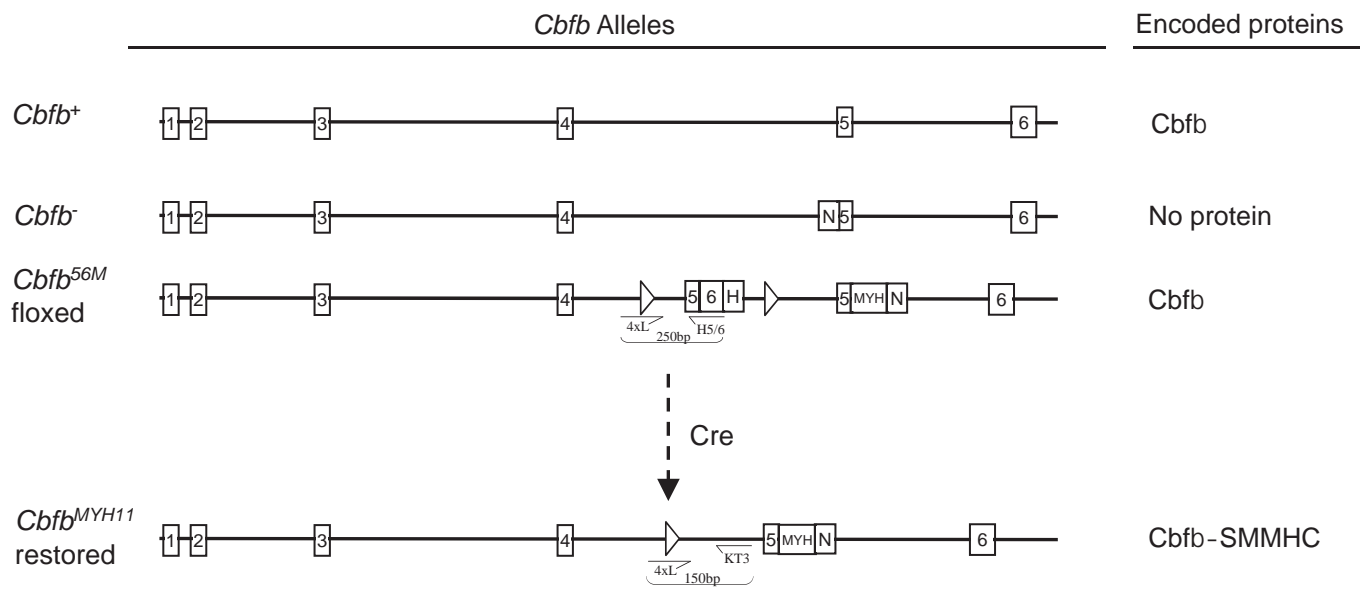 Cbfb Alleles Encoded proteins
Cbfb+ 1 2 3 4 5 6 Cbfb
Cbfb- 1 2 3 4 N 5 6 No protein
Cbfb56M
floxed 1 2 3 4 5 6 H 5 MYH N 6 Cbfb
4xL H5/6
250bp
Cre
CbfbMYH11
restored 1 2 3 4 5 MYH N 6 Cbfb-SMMHC
4xL KT3
150bp